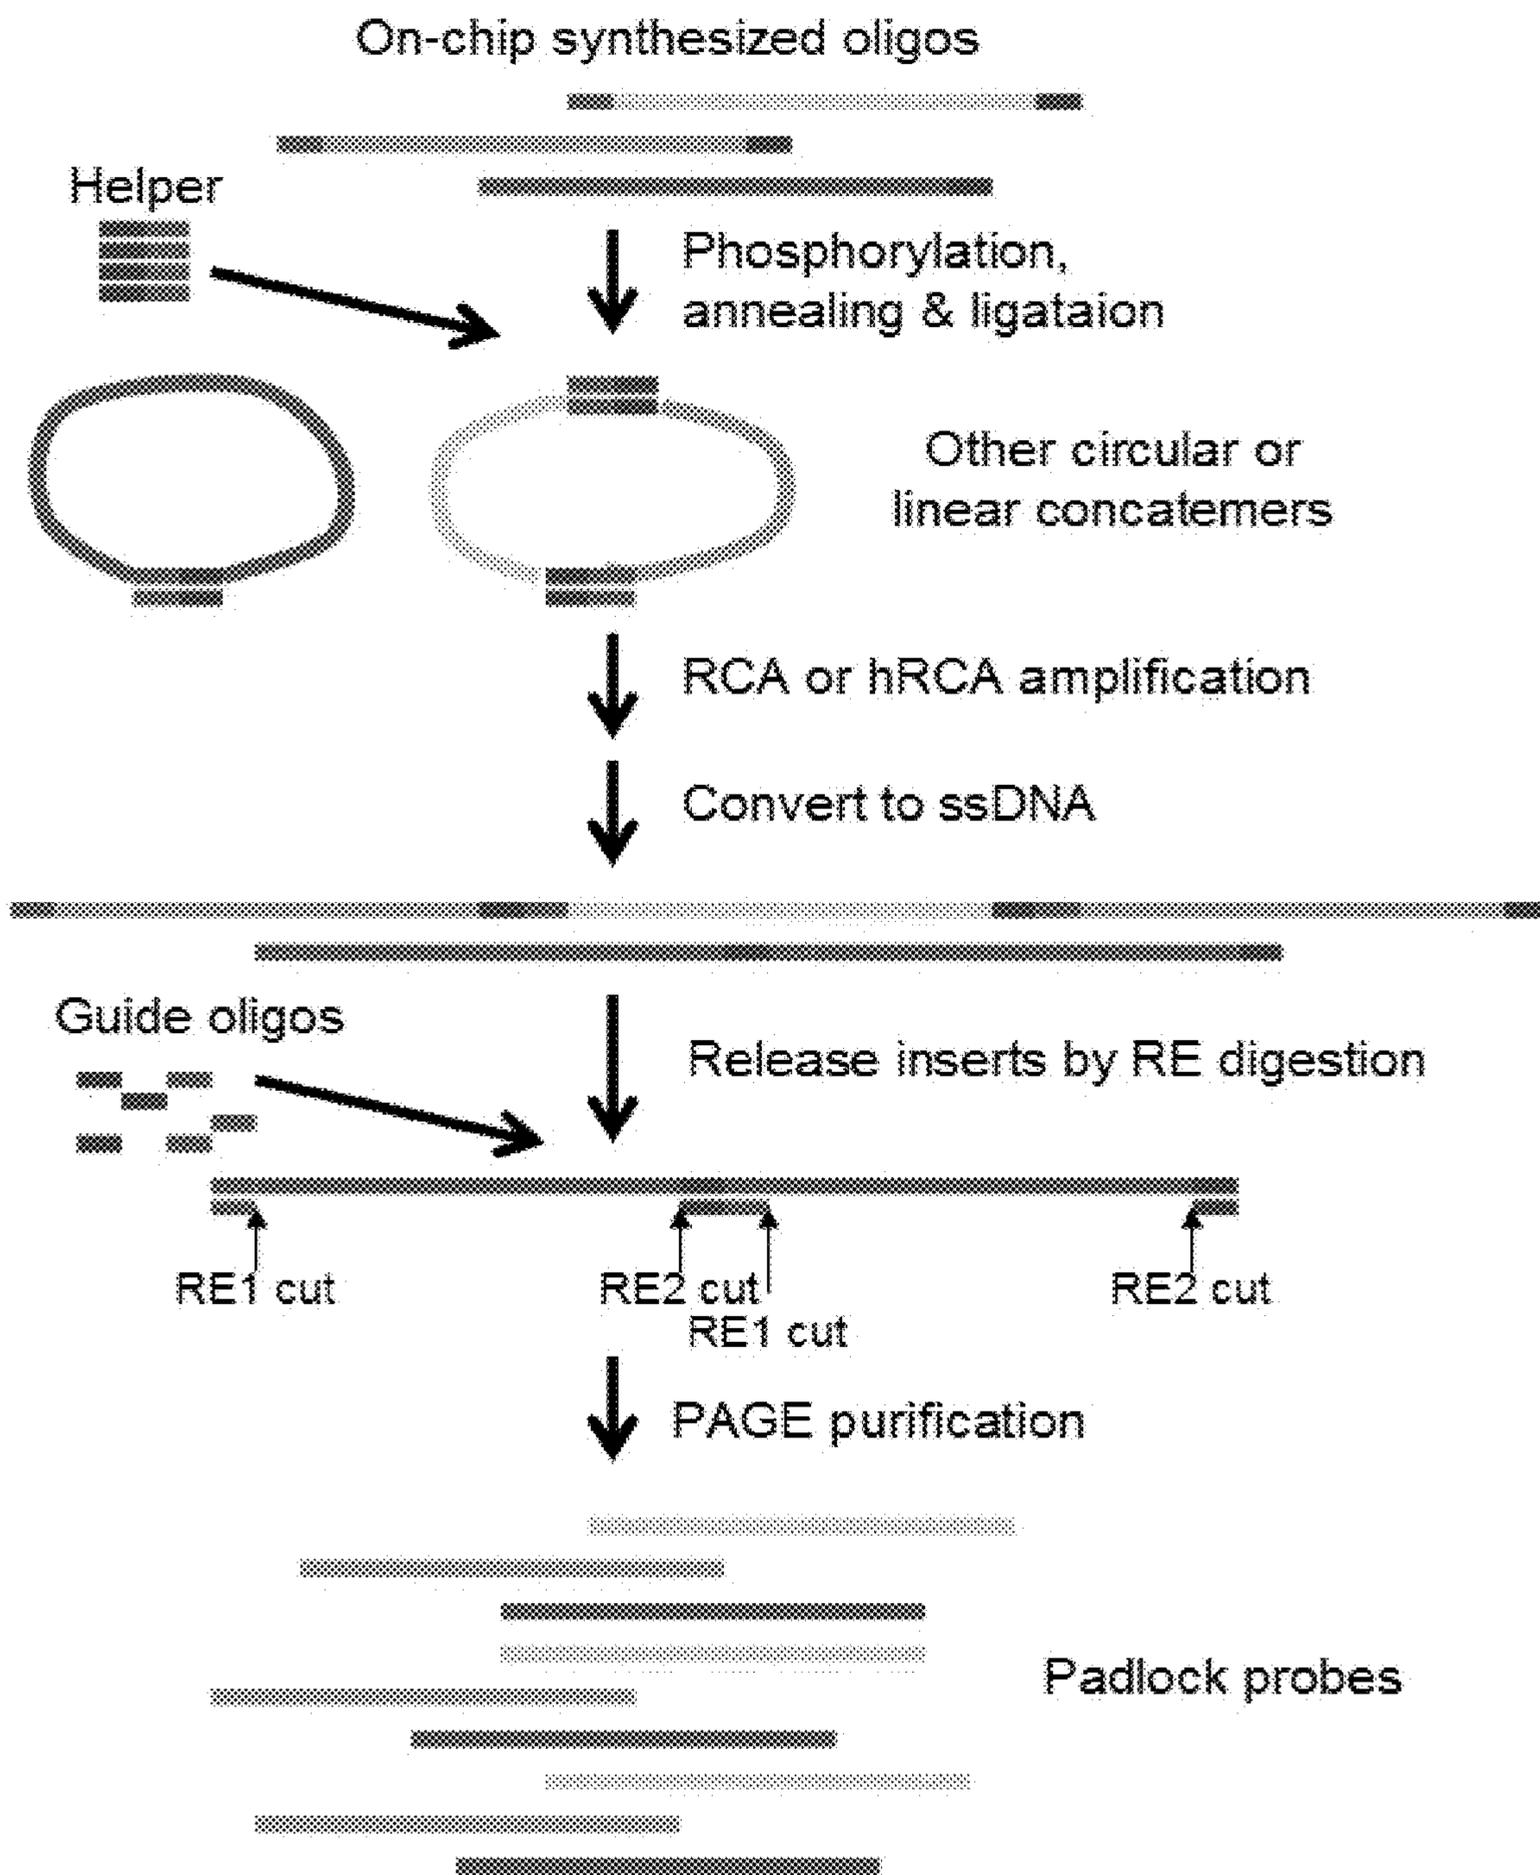 On-chip synthesized oligos
Helper
Phosphorylation,
annealing & ligataion
Other circular or
linear concatemers
RCA or hRCA amplification
Convert to ssDNA
Guide oligos
Release inserts by RE digestion
RE1 cut
RE2 cut
RE1 cut
RE2 cut
PAGE purification
Padlock probes